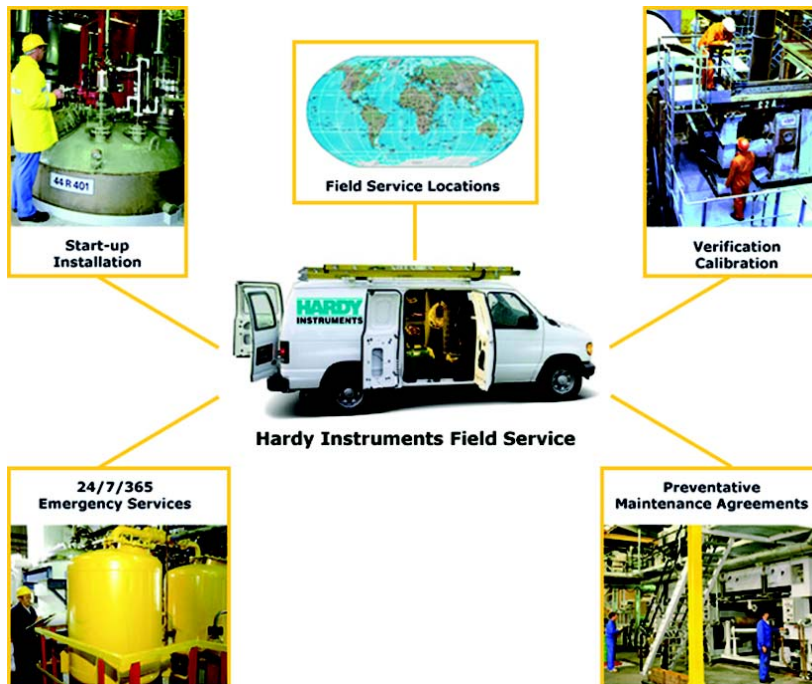 44 R 401
Start-up
Installation
Field Service Locations
Verification
Calibration
HARDY
INSTRUMENTS
Hardy Instruments Field Service
24/7/365
Emergency Services
Preventative
Maintenance Agreements